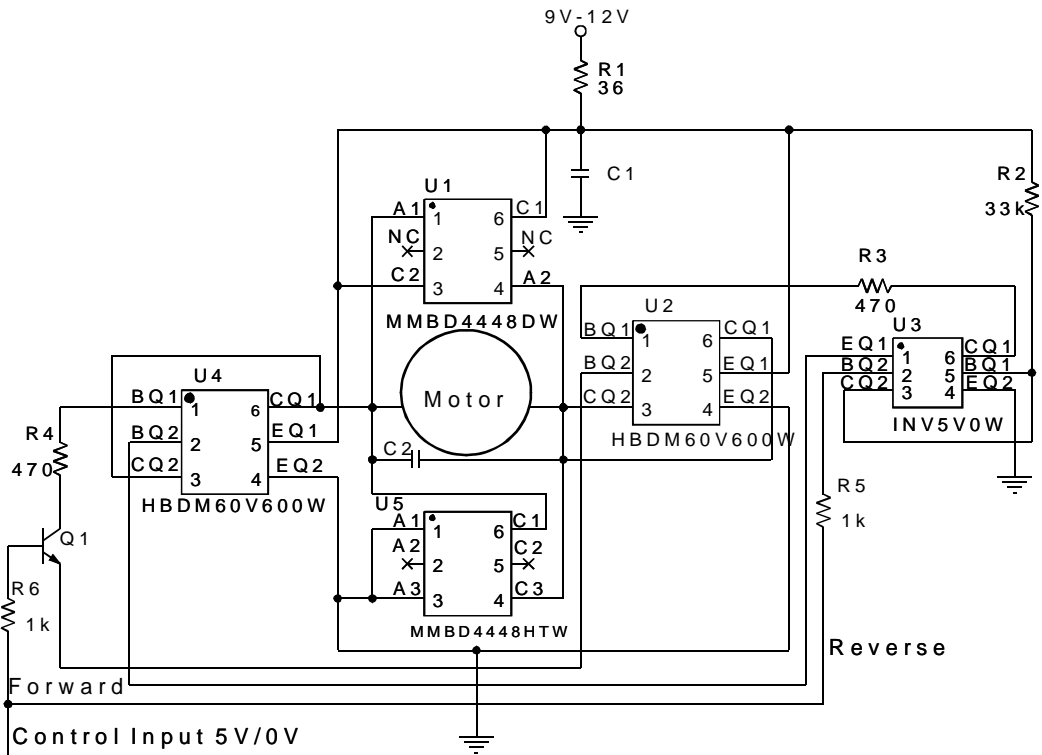 9V-12V
R1
36
C1
R2
33k
U1
A1 1 6 C1
NC 2 5 NC
C2 3 4 A2
MMBD4448DW
R3
470
U2
BQ1 1 6 CQ1
BQ2 2 5 EQ1
CQ2 3 4 EQ2
HBDM60V600W
U3
EQ1 1 6 CQ1
BQ2 2 5 BQ1
CQ2 3 4 EQ2
INV5V0W
Motor
U4
BQ1 1 6 CQ1
BQ2 2 5 EQ1
CQ2 3 4 EQ2
HBDM60V600W
R4
470
C2
U5
A1 1 6 C1
A2 2 5 C2
A3 3 4 C3
MMBD4448HTW
Q1
R5
1k
R6
1k
Reverse
Forward
Control Input 5V/0V